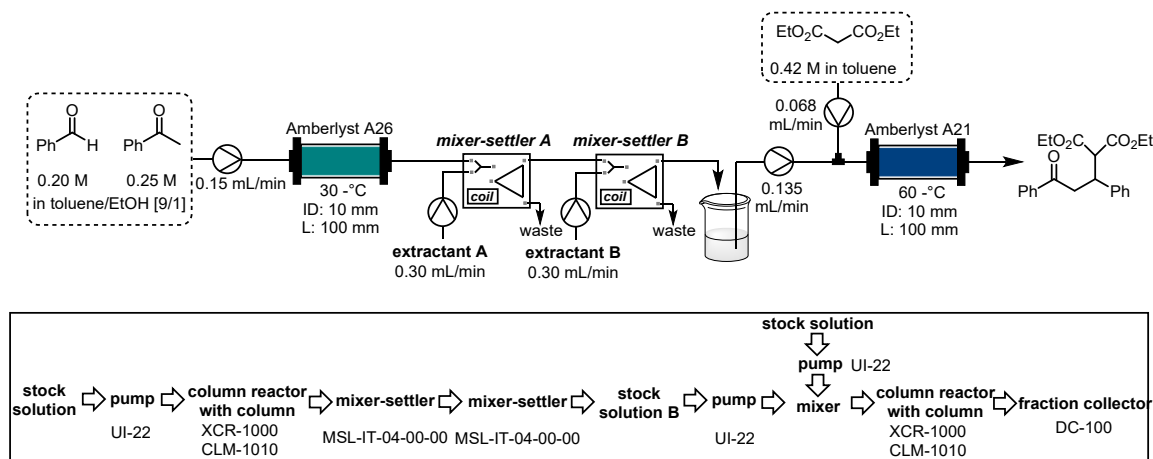 EtO₂C CO₂Et
0.42 M in toluene
O
Ph H
0.20 M
O
Ph
0.25 M
in toluene/EtOH [9/1]
0.15 mL/min
Amberlyst A26
30 -°C
ID: 10 mm
L: 100 mm
mixer-settler A
coil
waste
extractant A
0.30 mL/min
mixer-settler B
coil
waste
extractant B
0.30 mL/min
0.135
mL/min
0.068
mL/min
Amberlyst A21
60 -°C
ID: 10 mm
L: 100 mm
EtO₂C CO₂Et
O
Ph Ph
stock
solution
pump
UI-22
column reactor
with column
XCR-1000
CLM-1010
mixer-settler
MSL-IT-04-00-00
mixer-settler
MSL-IT-04-00-00
stock
solution B
pump
UI-22
stock solution
pump UI-22
mixer
column reactor
with column
XCR-1000
CLM-1010
fraction collector
DC-100